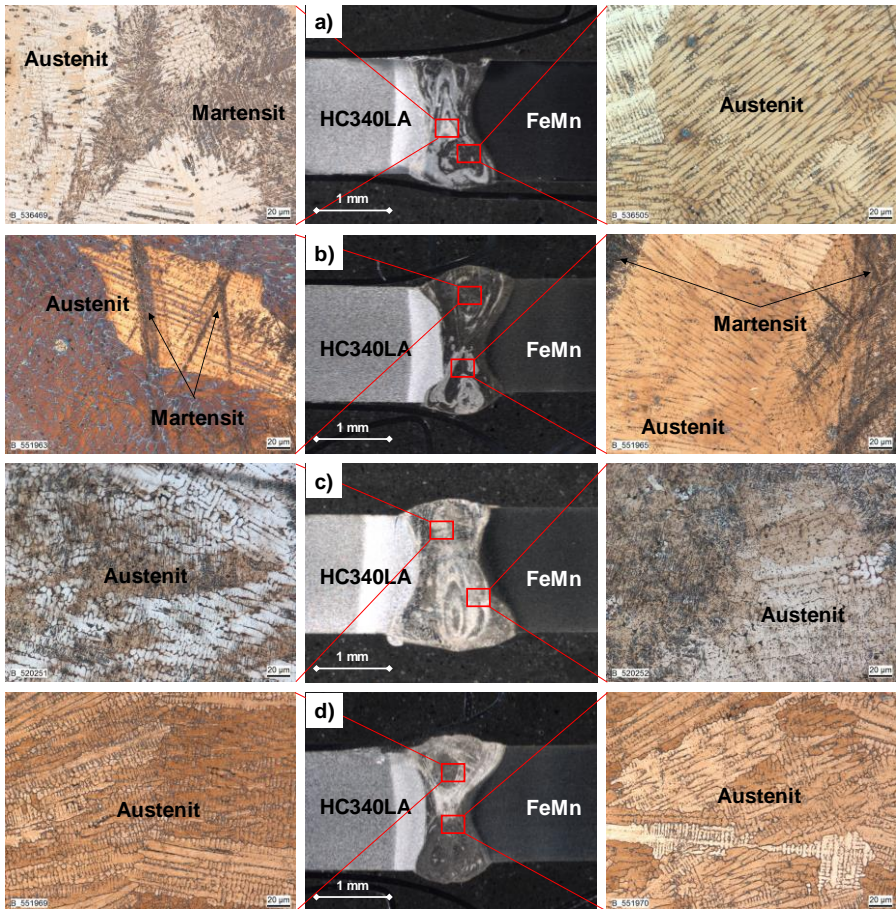 a)
Austenit
Martensit
B_536469
20 µm
HC340LA
FeMn
1 mm
Austenit
B_536505
20 µm
b)
Austenit
Martensit
B_551963
20 µm
HC340LA
FeMn
1 mm
Martensit
Austenit
B_551965
20 µm
c)
Austenit
B_520251
20 µm
HC340LA
FeMn
1 mm
Austenit
B_520252
20 µm
d)
Austenit
B_551969
20 µm
HC340LA
FeMn
1 mm
Austenit
B_551970
20 µm